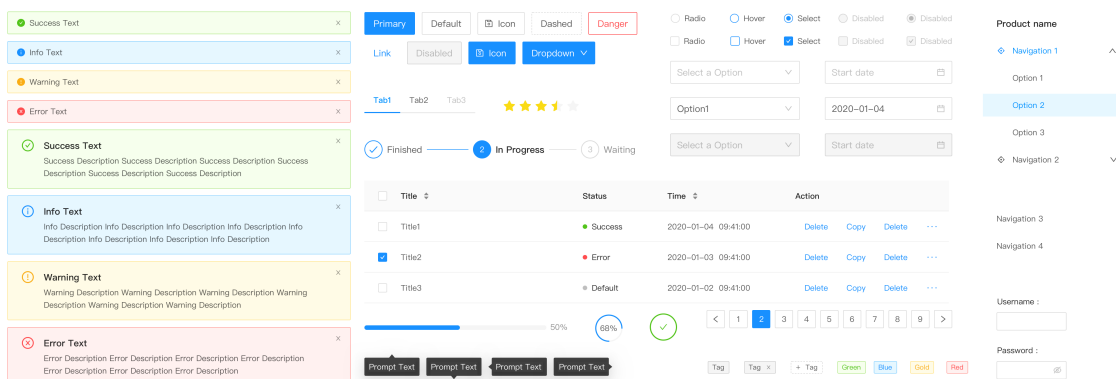 Success Text
Info Text
Warning Text
Error Text
Success Text
Success Description Success Description Success Description Success
Description Success Description Success Description
Info Text
Info Description Info Description Info Description Info Description Info
Description Info Description Info Description Info Description
Warning Text
Warning Description Warning Description Warning Description Warning
Description Warning Description Warning Description
Error Text
Error Description Error Description Error Description Error Description
Error Description Error Description Error Description Error Description
Primary Default Icon Dashed Danger
Link Disabled Icon Dropdown
Tab1 Tab2 Tab3
Finished 2 In Progress 3 Waiting
Radio Hover Select Disabled Disabled
Radio Hover Select Disabled Disabled
Select a Option Start date
Option1 2020-01-04
Select a Option Start date
Title Status Time Action
Title1 Success 2020-01-04 09:41:00 Delete Copy Delete ···
Title2 Error 2020-01-03 09:41:00 Delete Copy Delete ···
Title3 Default 2020-01-02 09:41:00 Delete Copy Delete ···
50% 68% < 1 2 3 4 5 6 7 8 9 >
Prompt Text Prompt Text Prompt Text Prompt Text
Tag Tag × + Tag Green Blue Gold Red
Product name
Navigation 1
Option 1
Option 2
Option 3
Navigation 2
Navigation 3
Navigation 4
Username :
Password :